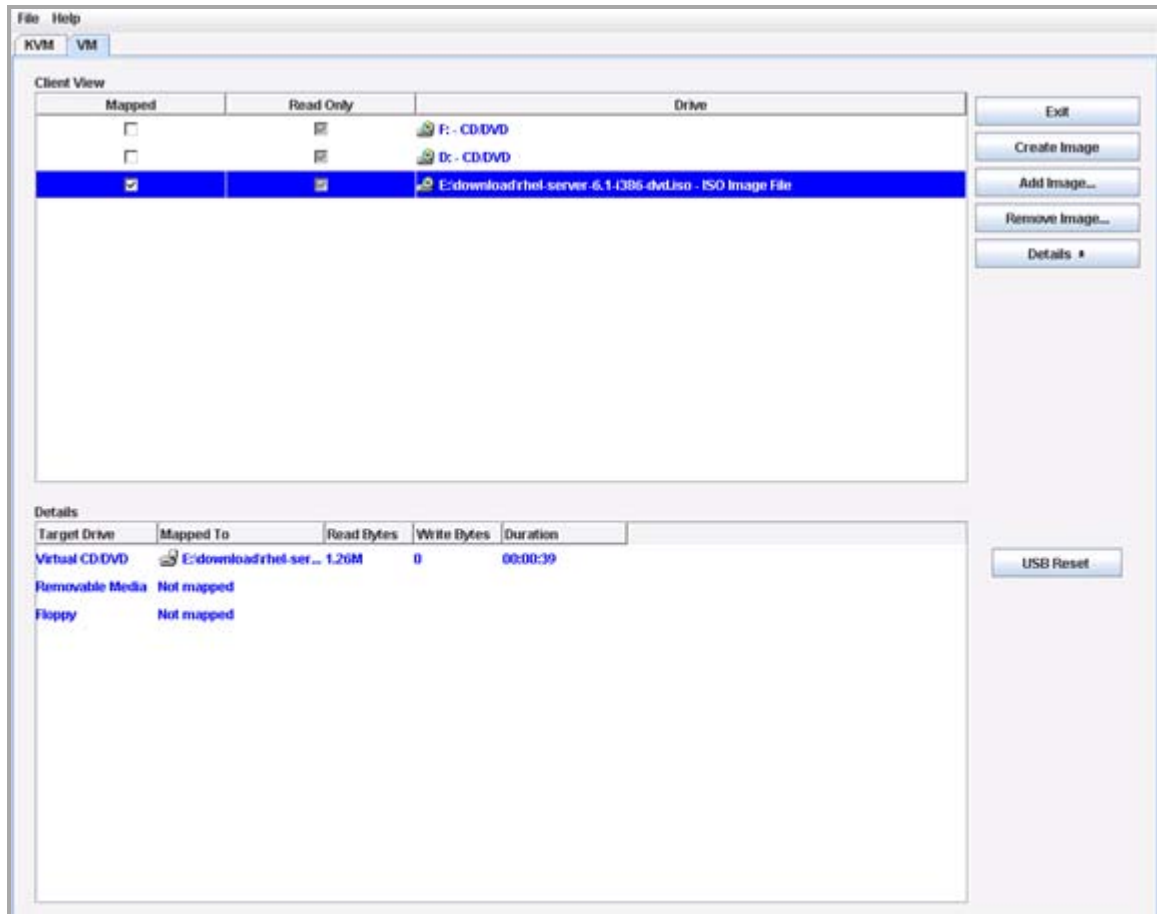 File Help
KVM VM
Client View
Mapped Read Only Drive
Exit
F: - CD/DVD
Create Image
D: - CD/DVD
E:\download\rhel-server-6.1-i386-dvd.iso - ISO Image File
Add Image...
Remove Image...
Details
Details
Target Drive Mapped To Read Bytes Write Bytes Duration
Virtual CD/DVD E:\download\rhel-ser... 1.26M 0 00:00:39
USB Reset
Removable Media Not mapped
Floppy Not mapped